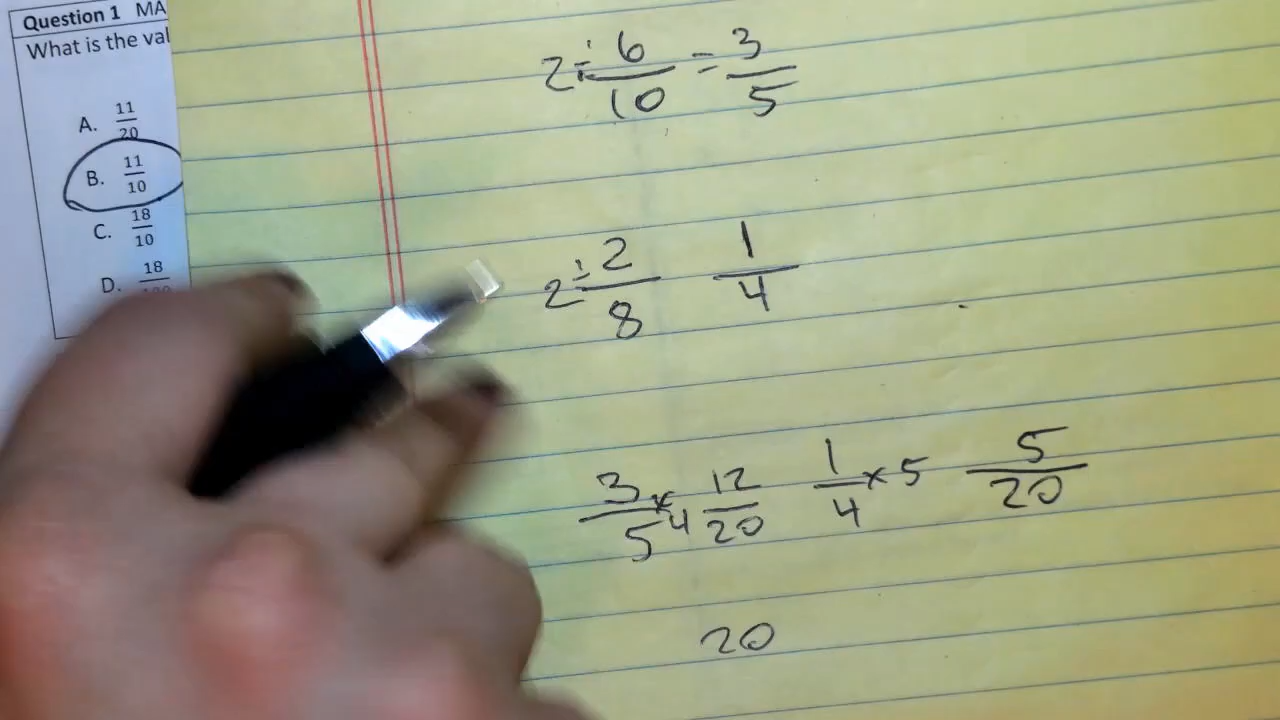 Question 1 MA
What is the val
A. 11/20
B. 11/10
C. 18/10
D. 18
2 ÷ 6/10 = 3/5
2 ÷ 2/8 1/4
3/5 x 4 12/20 1/4 x 5 5/20
20